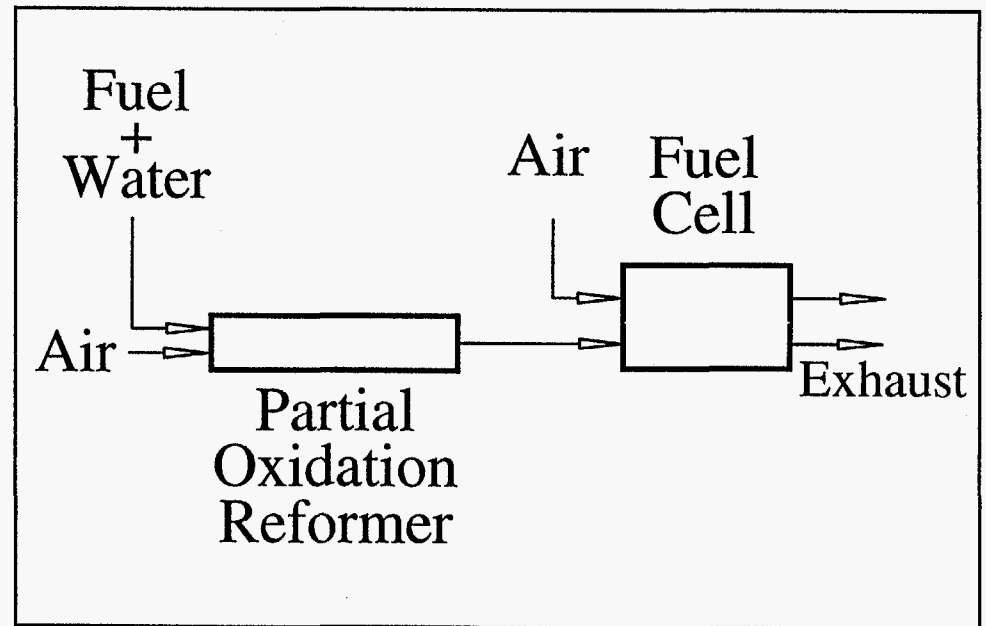 Fuel
+
Water
Air
Partial
Oxidation
Reformer
Air
Fuel
Cell
Exhaust